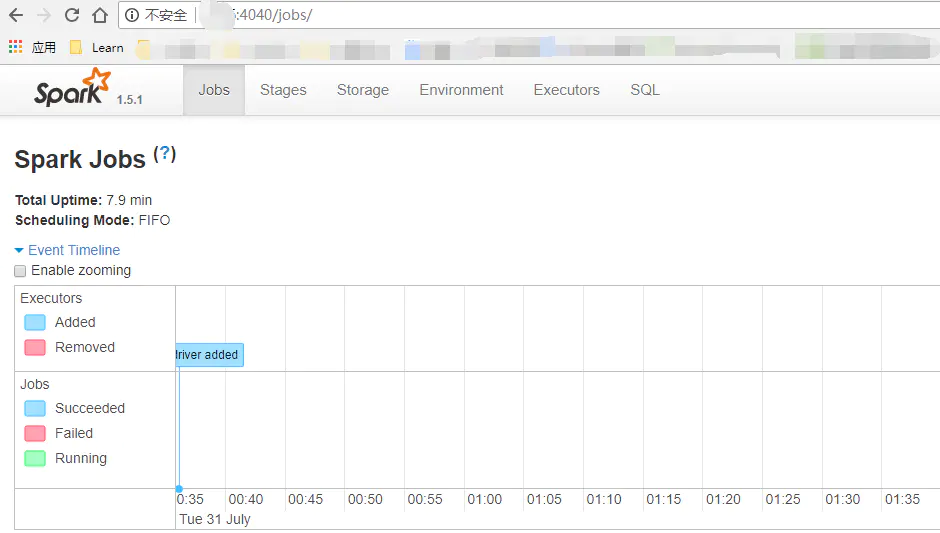 不安全 :4040/jobs/
应用 Learn
Spark 1.5.1 Jobs Stages Storage Environment Executors SQL
Spark Jobs (?)
Total Uptime: 7.9 min
Scheduling Mode: FIFO
Event Timeline
Enable zooming
Executors
Added
Removed
driver added
Jobs
Succeeded
Failed
Running
0:35 00:40 00:45 00:50 00:55 01:00 01:05 01:10 01:15 01:20 01:25 01:30 01:35
Tue 31 July